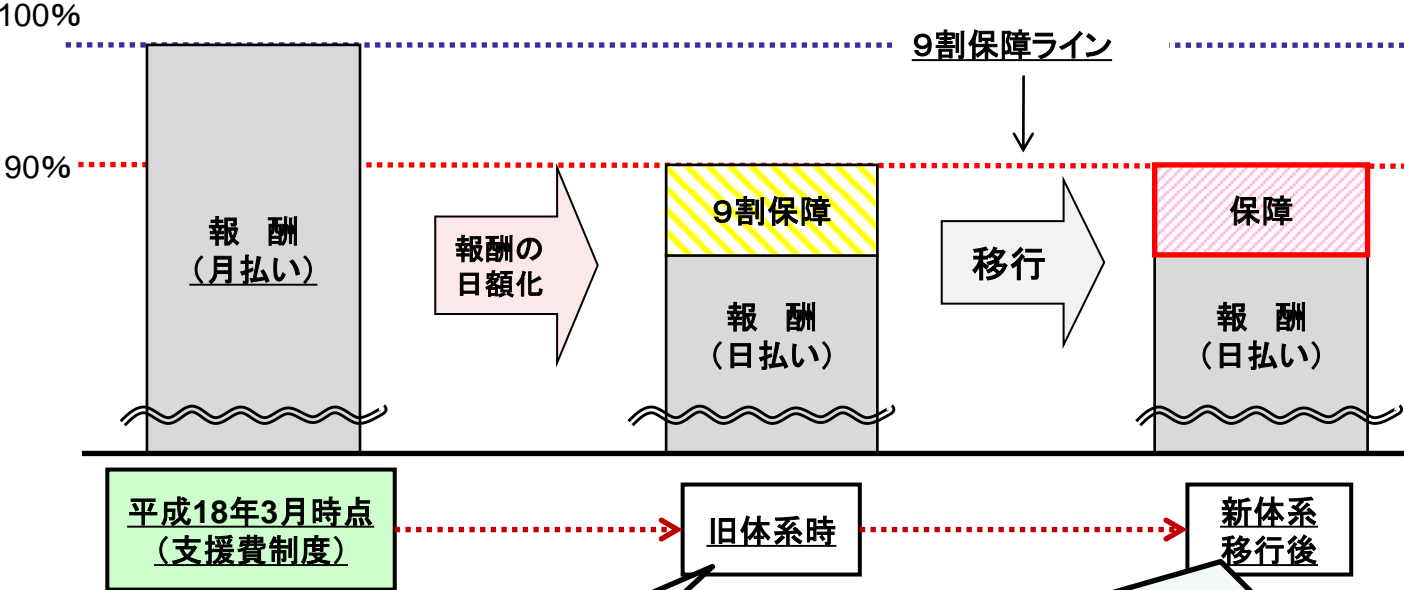 100%
９割保障ライン
90%
報　酬
（月払い）
報酬の
日額化
９割保障
報　酬
（日払い）
移行
保障
報　酬
（日払い）
平成18年3月時点
（支援費制度）
旧体系時
新体系
移行後